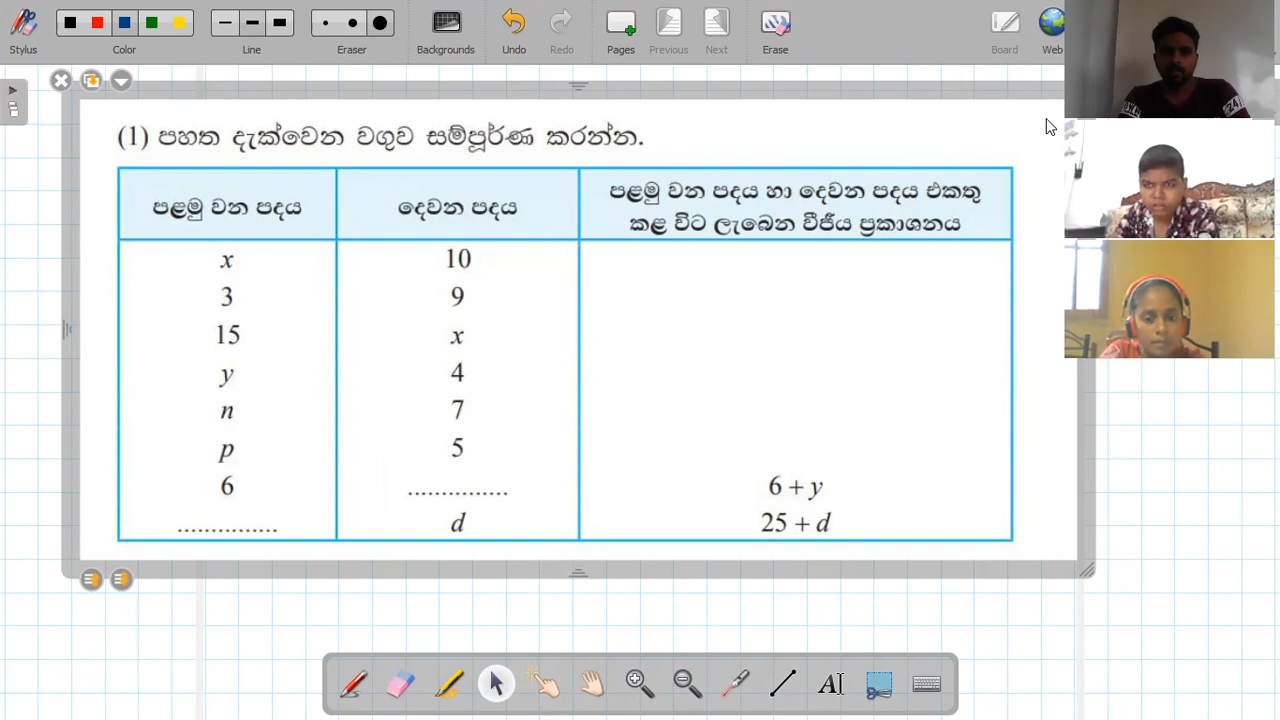 Stylus Color Line Eraser Backgrounds Undo Redo Pages Previous Next Erase Board Web
(1) පහත දැක්වෙන වගුව සම්පූර්ණ කරන්න.
පළමු වන පදය දෙවන පදය පළමු වන පදය හා දෙවන පදය එකතු
කළ විට ලැබෙන වීජීය ප්‍රකාශනය
x 10
3 9
15 x
y 4
n 7
p 5
6 ............... 6 + y
............... d 25 + d